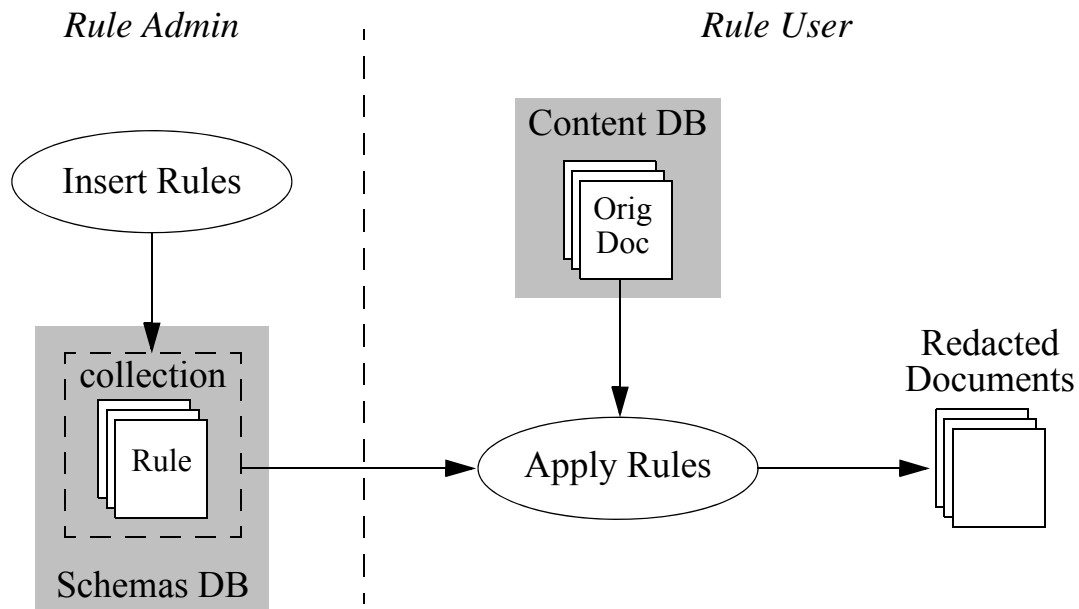 Rule Admin
Rule User
Insert Rules
Content DB
Orig
Doc
collection
Rule
Schemas DB
Apply Rules
Redacted
Documents